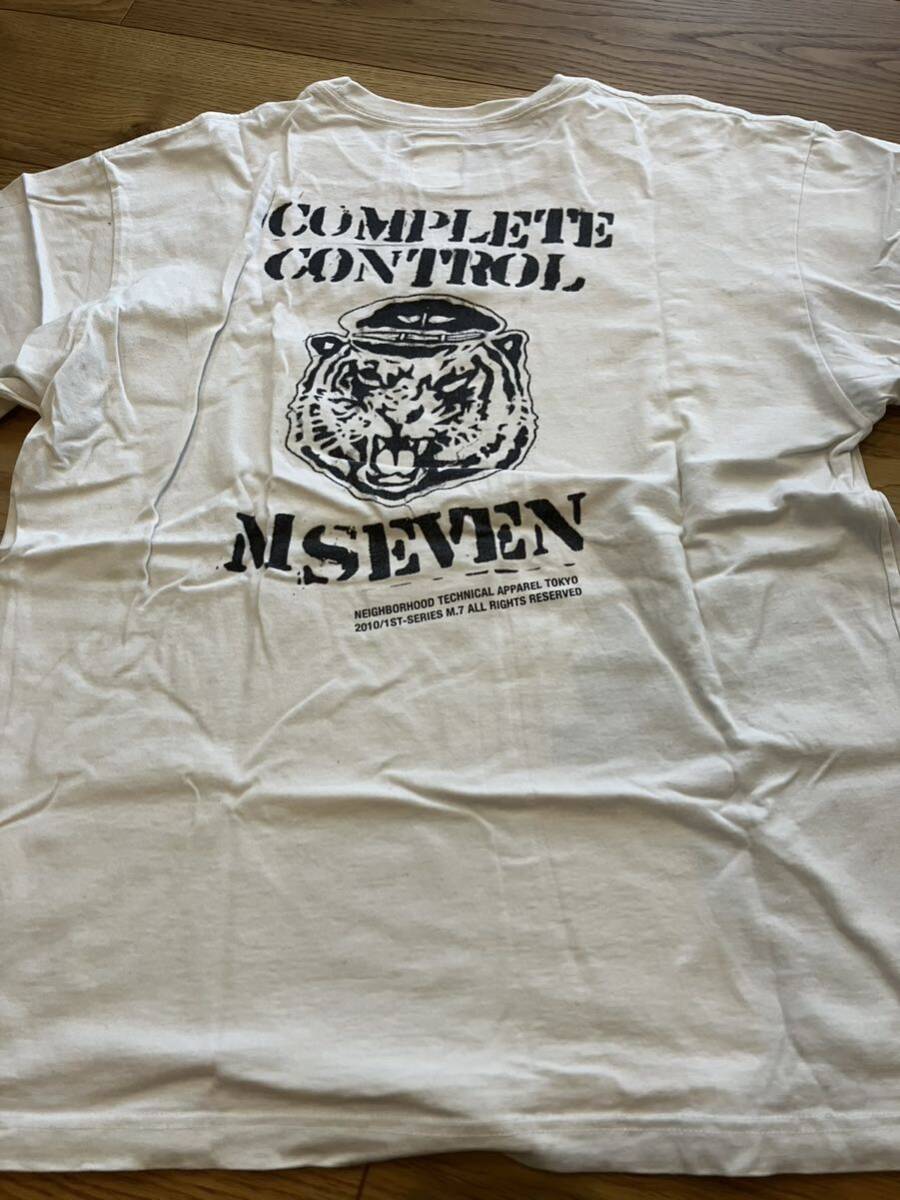 COMPLETE
CONTROL
M SEVEN
NEIGHBORHOOD TECHNICAL APPAREL TOKYO
2010/1ST-SERIES M.7 ALL RIGHTS RESERVED